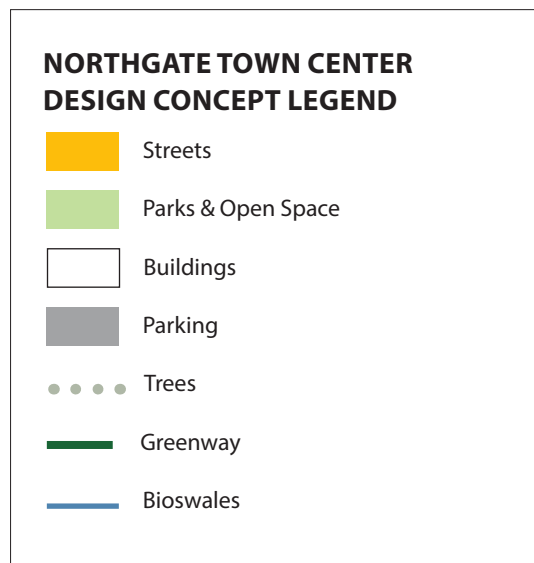 NORTHGATE TOWN CENTER
DESIGN CONCEPT LEGEND
Streets
Parks & Open Space
Buildings
Parking
Trees
Greenway
Bioswales